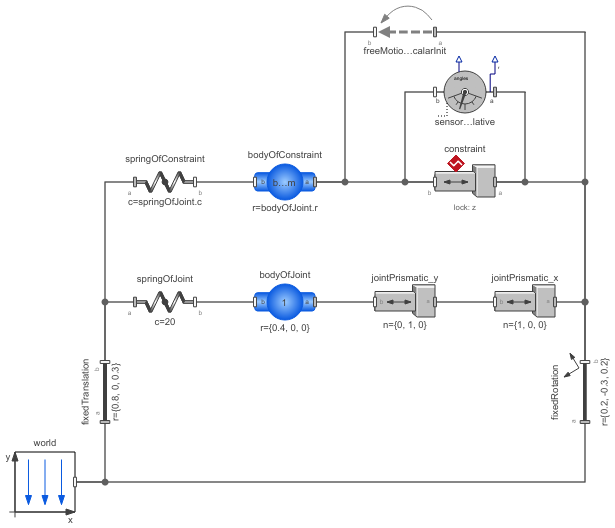 b
a
freeMotio...calarInit
angles
b
a
sensor...lative
constraint
b
a
lock: z
springOfConstraint
a
b
c=springOfJoint.c
bodyOfConstraint
b
b...m
a
r=bodyOfJoint.r
springOfJoint
a
b
c=20
bodyOfJoint
b
1
a
r={0.4, 0, 0}
jointPrismatic_y
b
a
n={0, 1, 0}
jointPrismatic_x
b
n={1, 0, 0}
fixedTranslation
b
a
r={0.8, 0, 0.3}
fixedRotation
b
a
r={0.2, -0.3, 0.2}
world
y
x